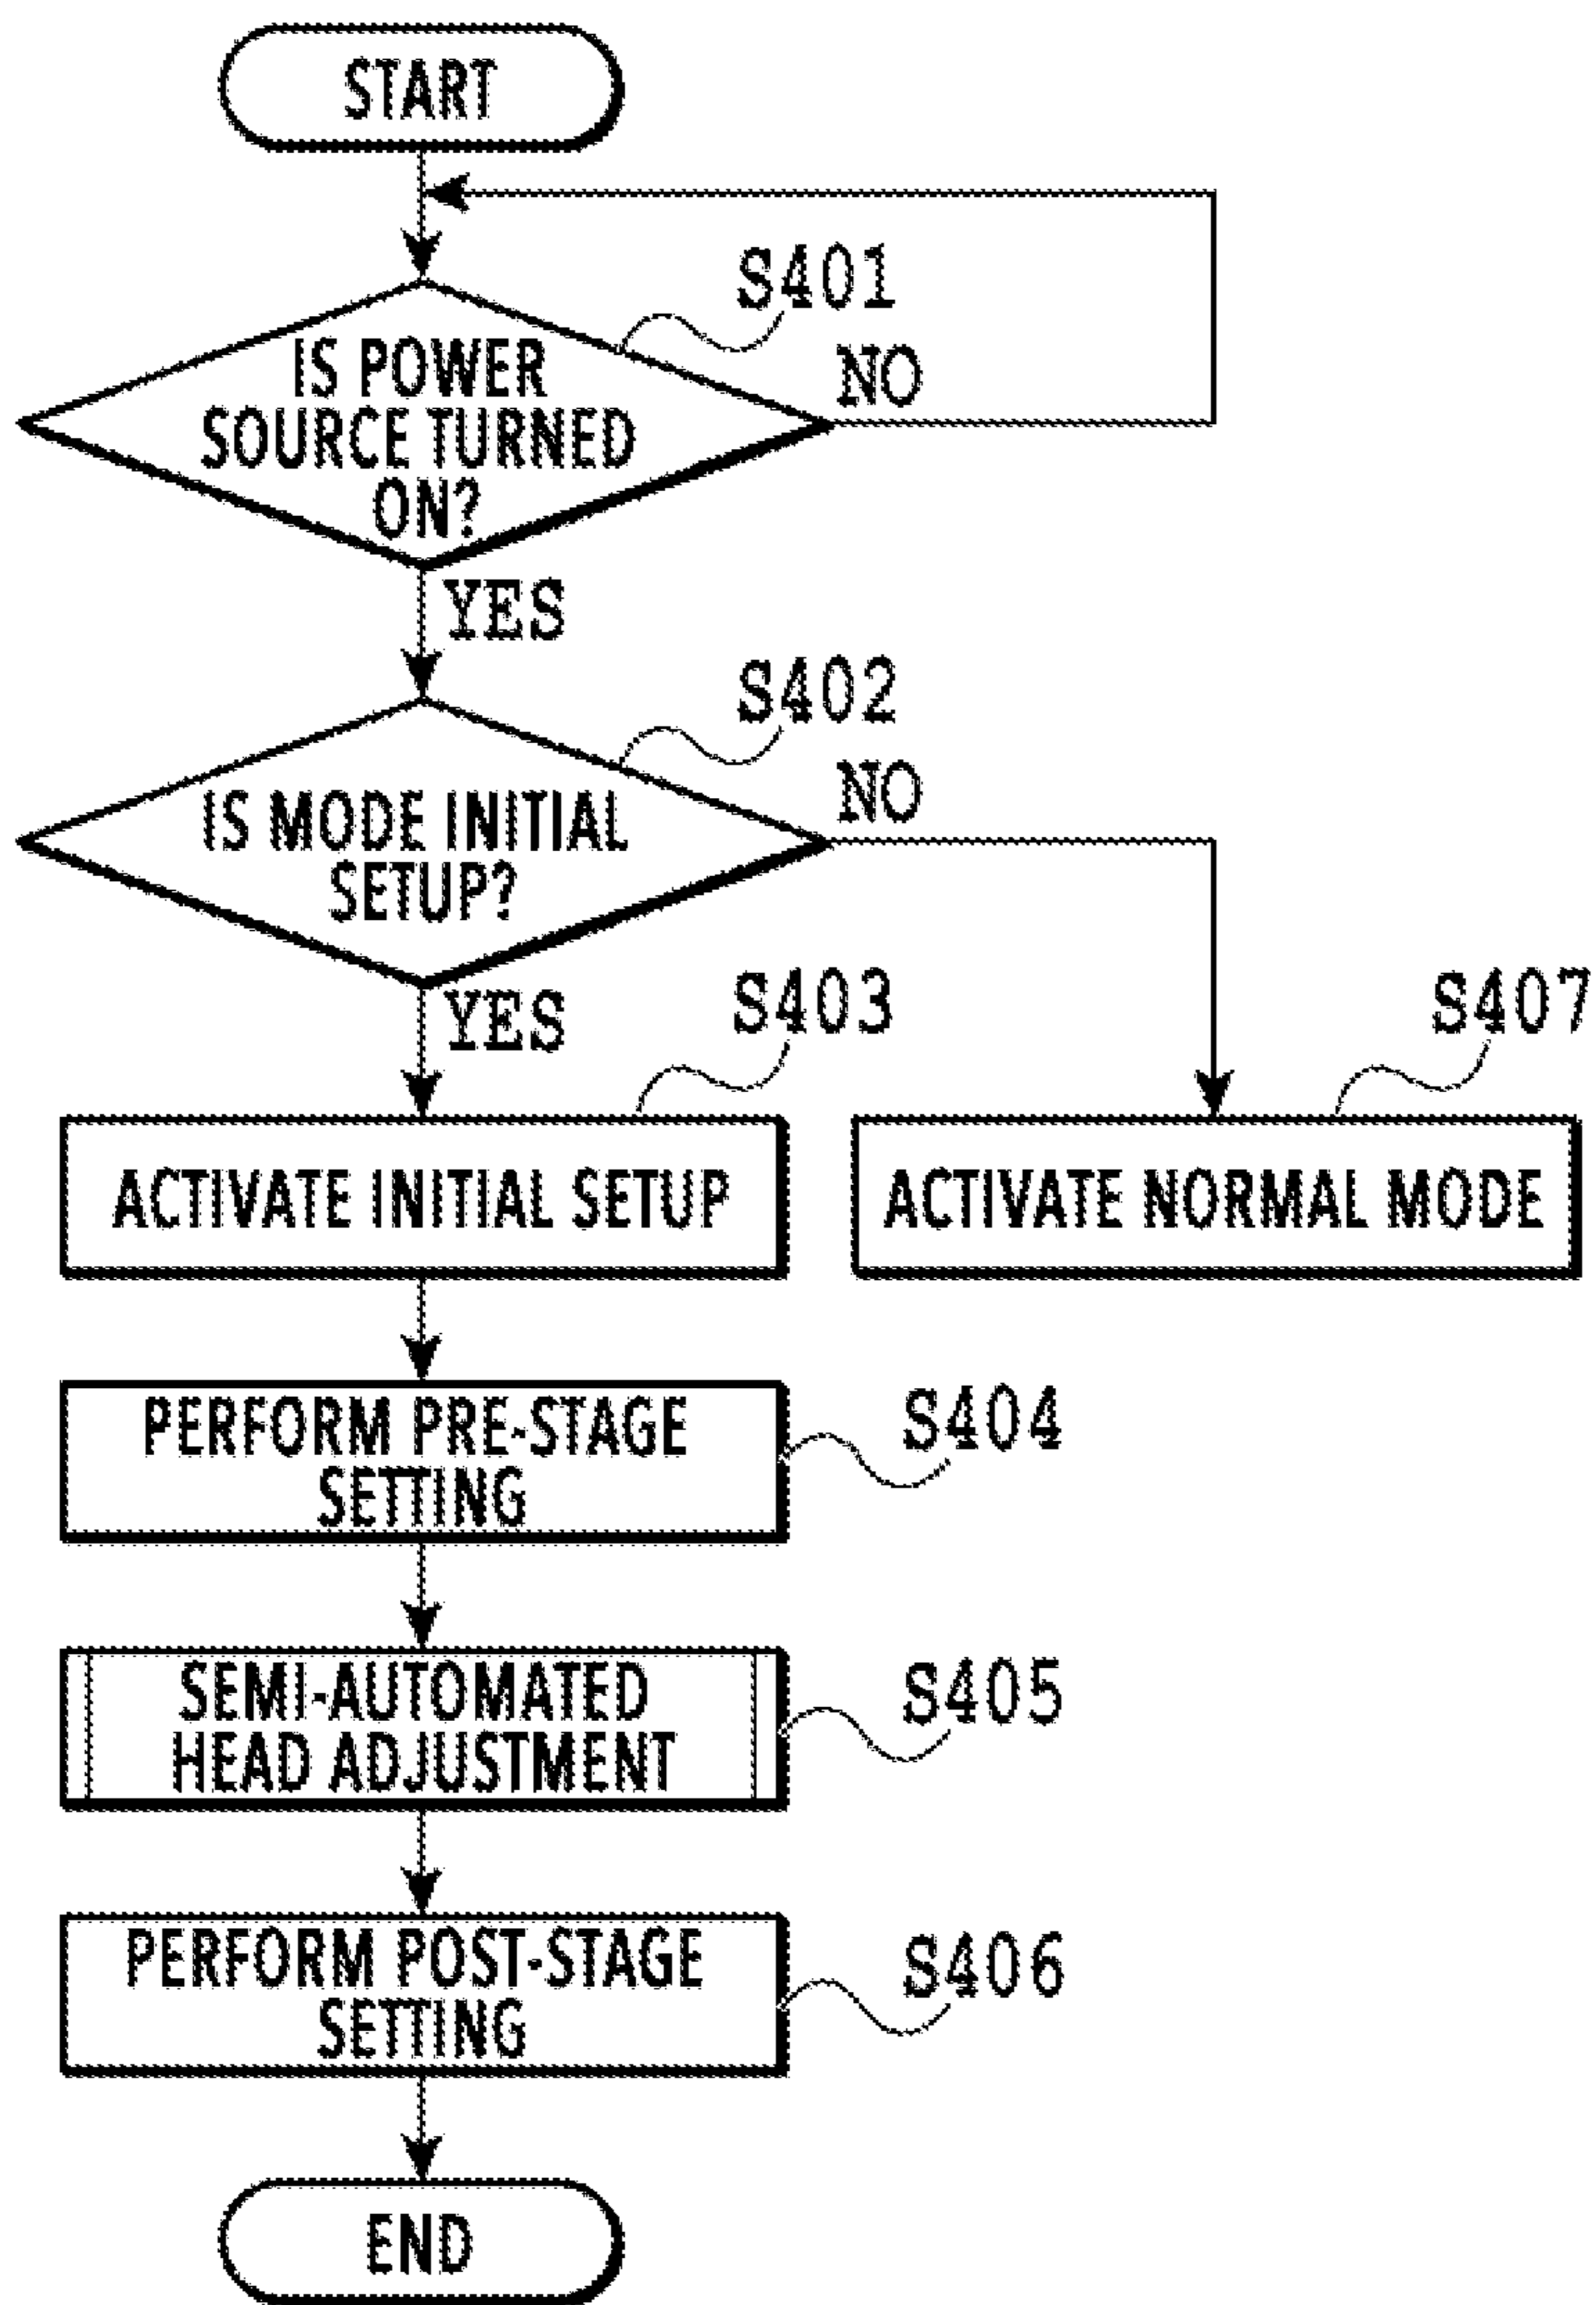 START
S401
IS POWER
SOURCE TURNED
ON?
NO
YES
S402
IS MODE INITIAL
SETUP?
NO
YES
S403
S407
ACTIVATE INITIAL SETUP
ACTIVATE NORMAL MODE
PERFORM PRE-STAGE
SETTING
S404
SEMI-AUTOMATED
HEAD ADJUSTMENT
S405
PERFORM POST-STAGE
SETTING
S406
END